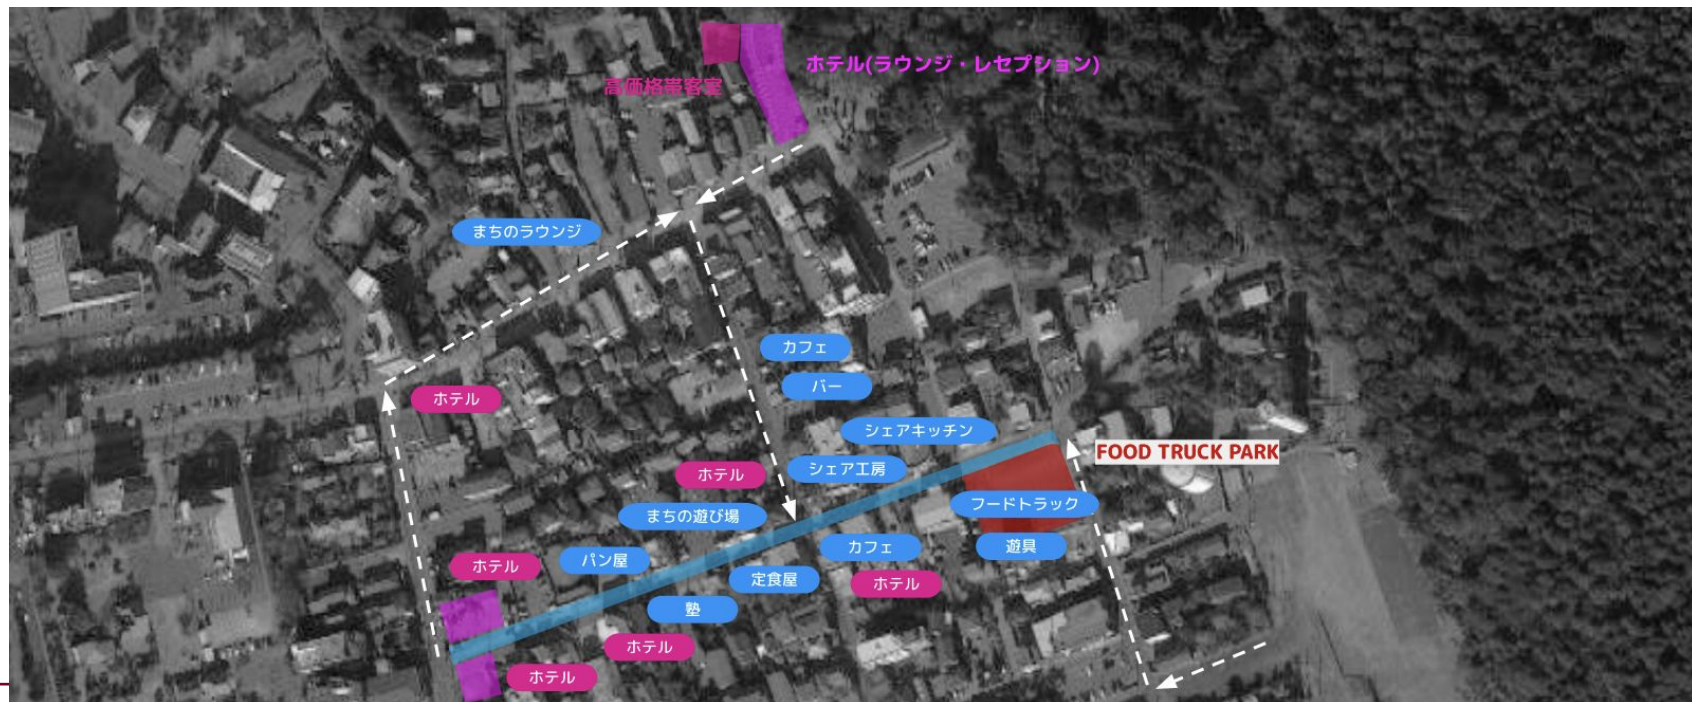 ホテル(ラウンジ・レセプション)
高価格帯客室
まちのラウンジ
カフェ
バー
ホテル
シェアキッチン
FOOD TRUCK PARK
シェア工房
ホテル
フードトラック
まちの遊び場
カフェ
遊具
パン屋
ホテル
定食屋
ホテル
塾
ホテル
ホテル